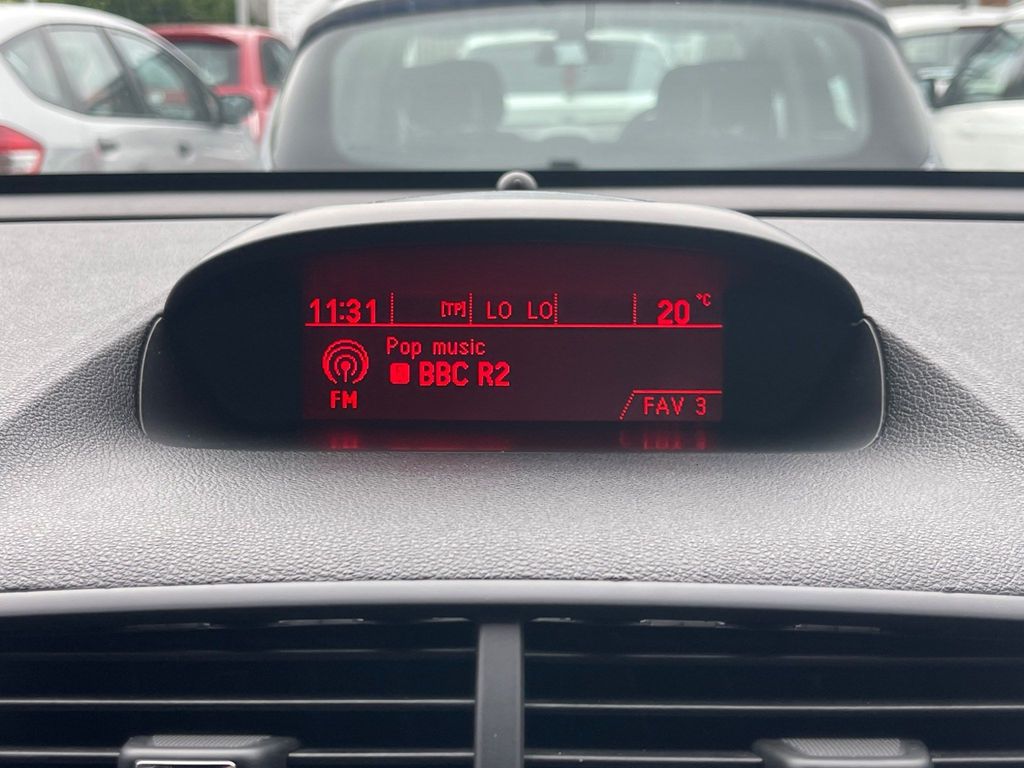 11:31 [TP] LO LO 20 °C
Pop music
BBC R2
FM
FAV 3